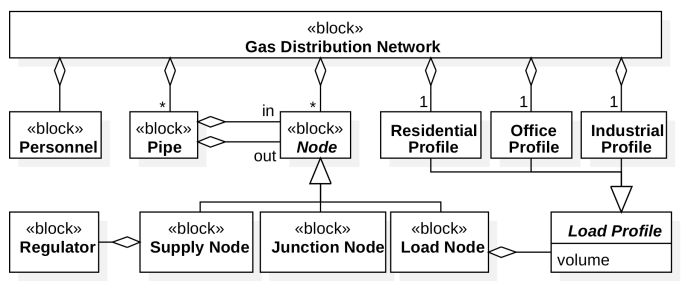 «block»
Gas Distribution Network
* * 1 1 1
«block»
Personnel
«block»
Pipe
in
out
«block»
Node
Residential
Profile
Office
Profile
Industrial
Profile
«block»
Regulator
«block»
Supply Node
«block»
Junction Node
«block»
Load Node
Load Profile
volume